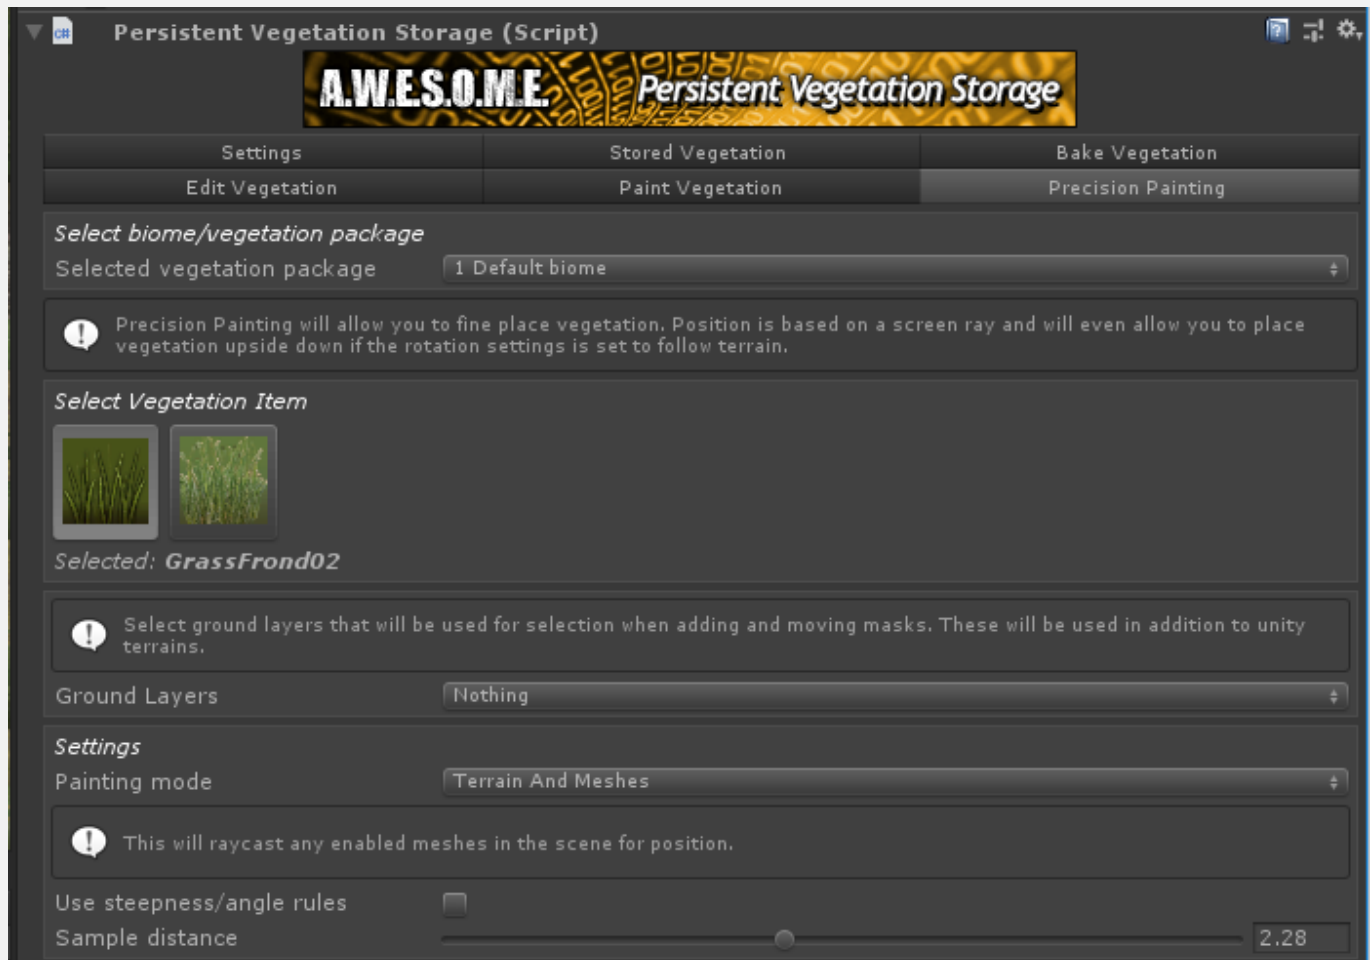 Persistent Vegetation Storage (Script)
A.W.E.S.O.M.E. Persistent Vegetation Storage
Settings Stored Vegetation Bake Vegetation
Edit Vegetation Paint Vegetation Precision Painting
Select biome/vegetation package
Selected vegetation package 1 Default biome
Precision Painting will allow you to fine place vegetation. Position is based on a screen ray and will even allow you to place
vegetation upside down if the rotation settings is set to follow terrain.
Select Vegetation Item
Selected: GrassFrond02
Select ground layers that will be used for selection when adding and moving masks. These will be used in addition to unity
terrains.
Ground Layers Nothing
Settings
Painting mode Terrain And Meshes
This will raycast any enabled meshes in the scene for position.
Use steepness/angle rules
Sample distance 2.28